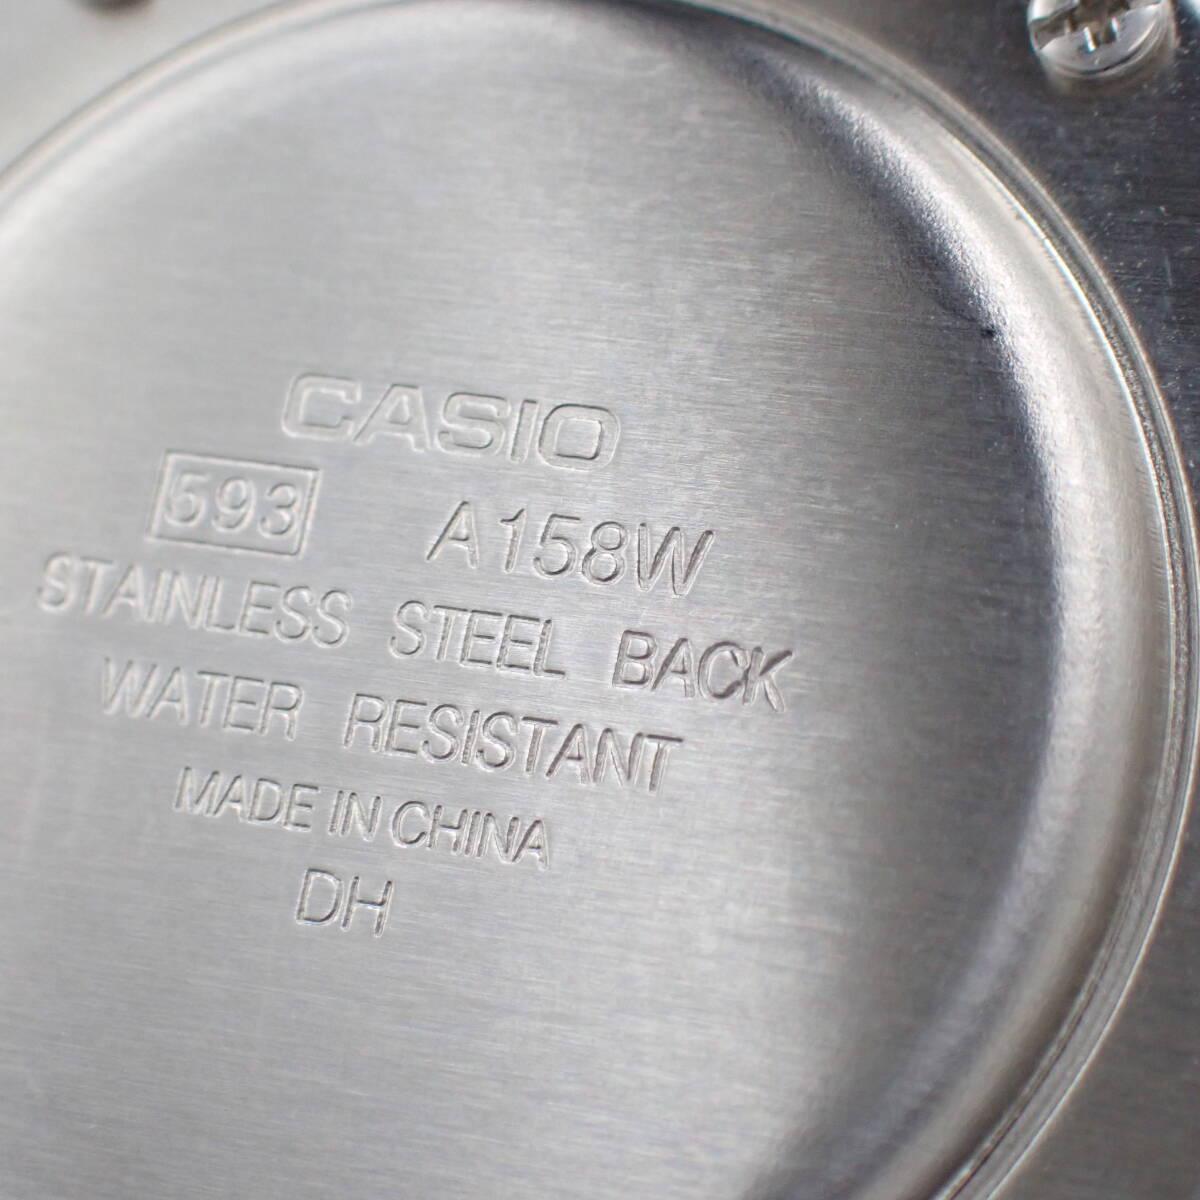 CASIO
593 A158W
STAINLESS STEEL BACK
WATER RESISTANT
MADE IN CHINA
DH